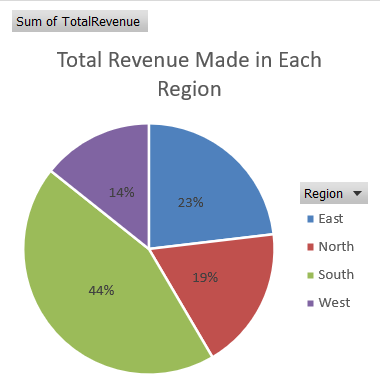 Sum of TotalRevenue
Total Revenue Made in Each
Region
Region
East
North
South
West
23%
19%
44%
14%